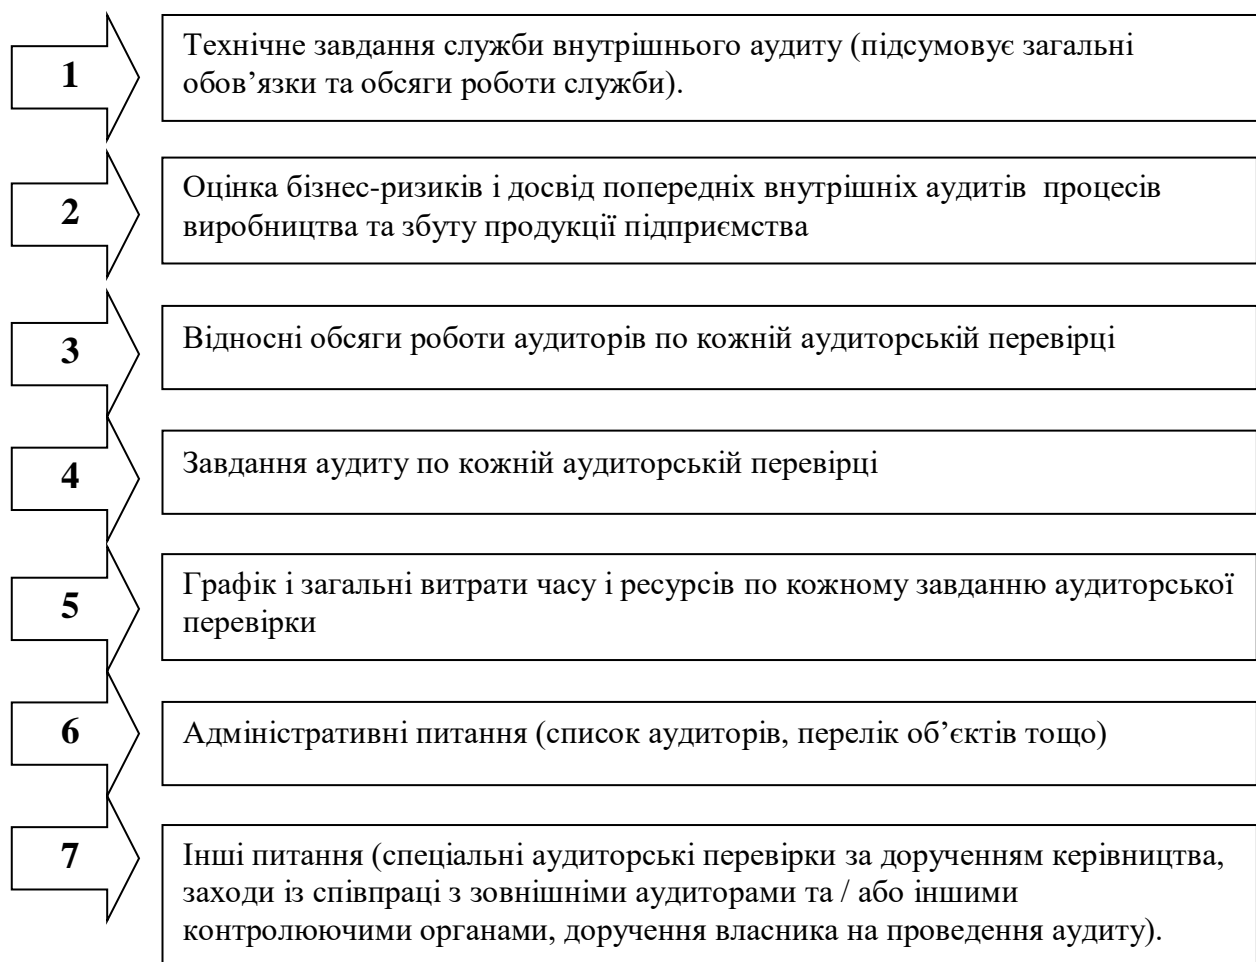 1
Технічне завдання служби внутрішнього аудиту (підсумовує загальні
обов’язки та обсяги роботи служби).
2
Оцінка бізнес-ризиків і досвід попередніх внутрішніх аудитів процесів
виробництва та збуту продукції підприємства
3
Відносні обсяги роботи аудиторів по кожній аудиторській перевірці
4
Завдання аудиту по кожній аудиторській перевірці
5
Графік і загальні витрати часу і ресурсів по кожному завданню аудиторської
перевірки
6
Адміністративні питання (список аудиторів, перелік об’єктів тощо)
7
Інші питання (спеціальні аудиторські перевірки за дорученням керівництва,
заходи із співпраці з зовнішніми аудиторами та / або іншими
контролюючими органами, доручення власника на проведення аудиту).